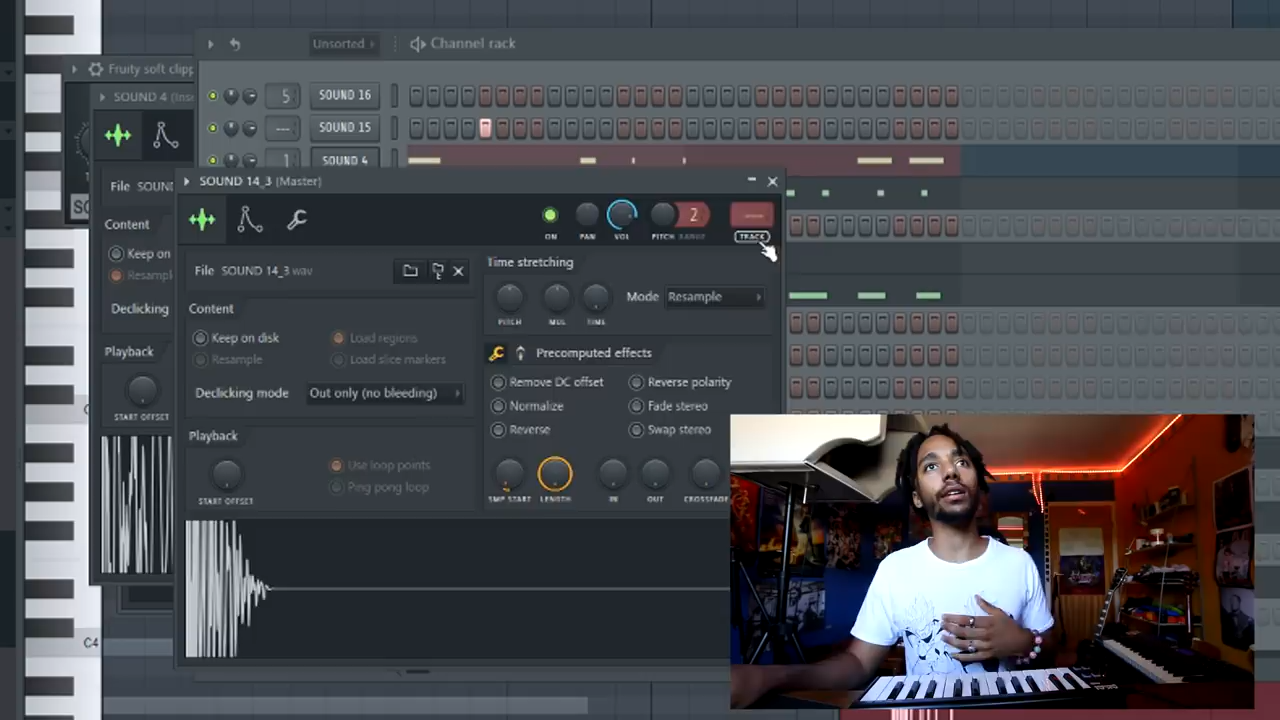 Unsorted
Channel rack
Fruity soft clipp
SOUND 4 (Inse
5
SOUND 16
---
SOUND 15
1
SOUND 4
SOUND 14_3 (Master)
2
---
ON
PAN
VOL
PITCH
RANGE
TRACK
File SOUN
Content
Keep on
Resampl
Declicking
Playback
START OFFSET
File SOUND 14_3.wav
Content
Keep on disk
Load regions
Resample
Load slice markers
Declicking mode
Out only (no bleeding)
Playback
Use loop points
Ping pong loop
START OFFSET
Time stretching
Mode
Resample
PITCH
MUL
TIME
Precomputed effects
Remove DC offset
Reverse polarity
Normalize
Fade stereo
Reverse
Swap stereo
SMP START
LENGTH
IN
OUT
CROSSFADE
C4